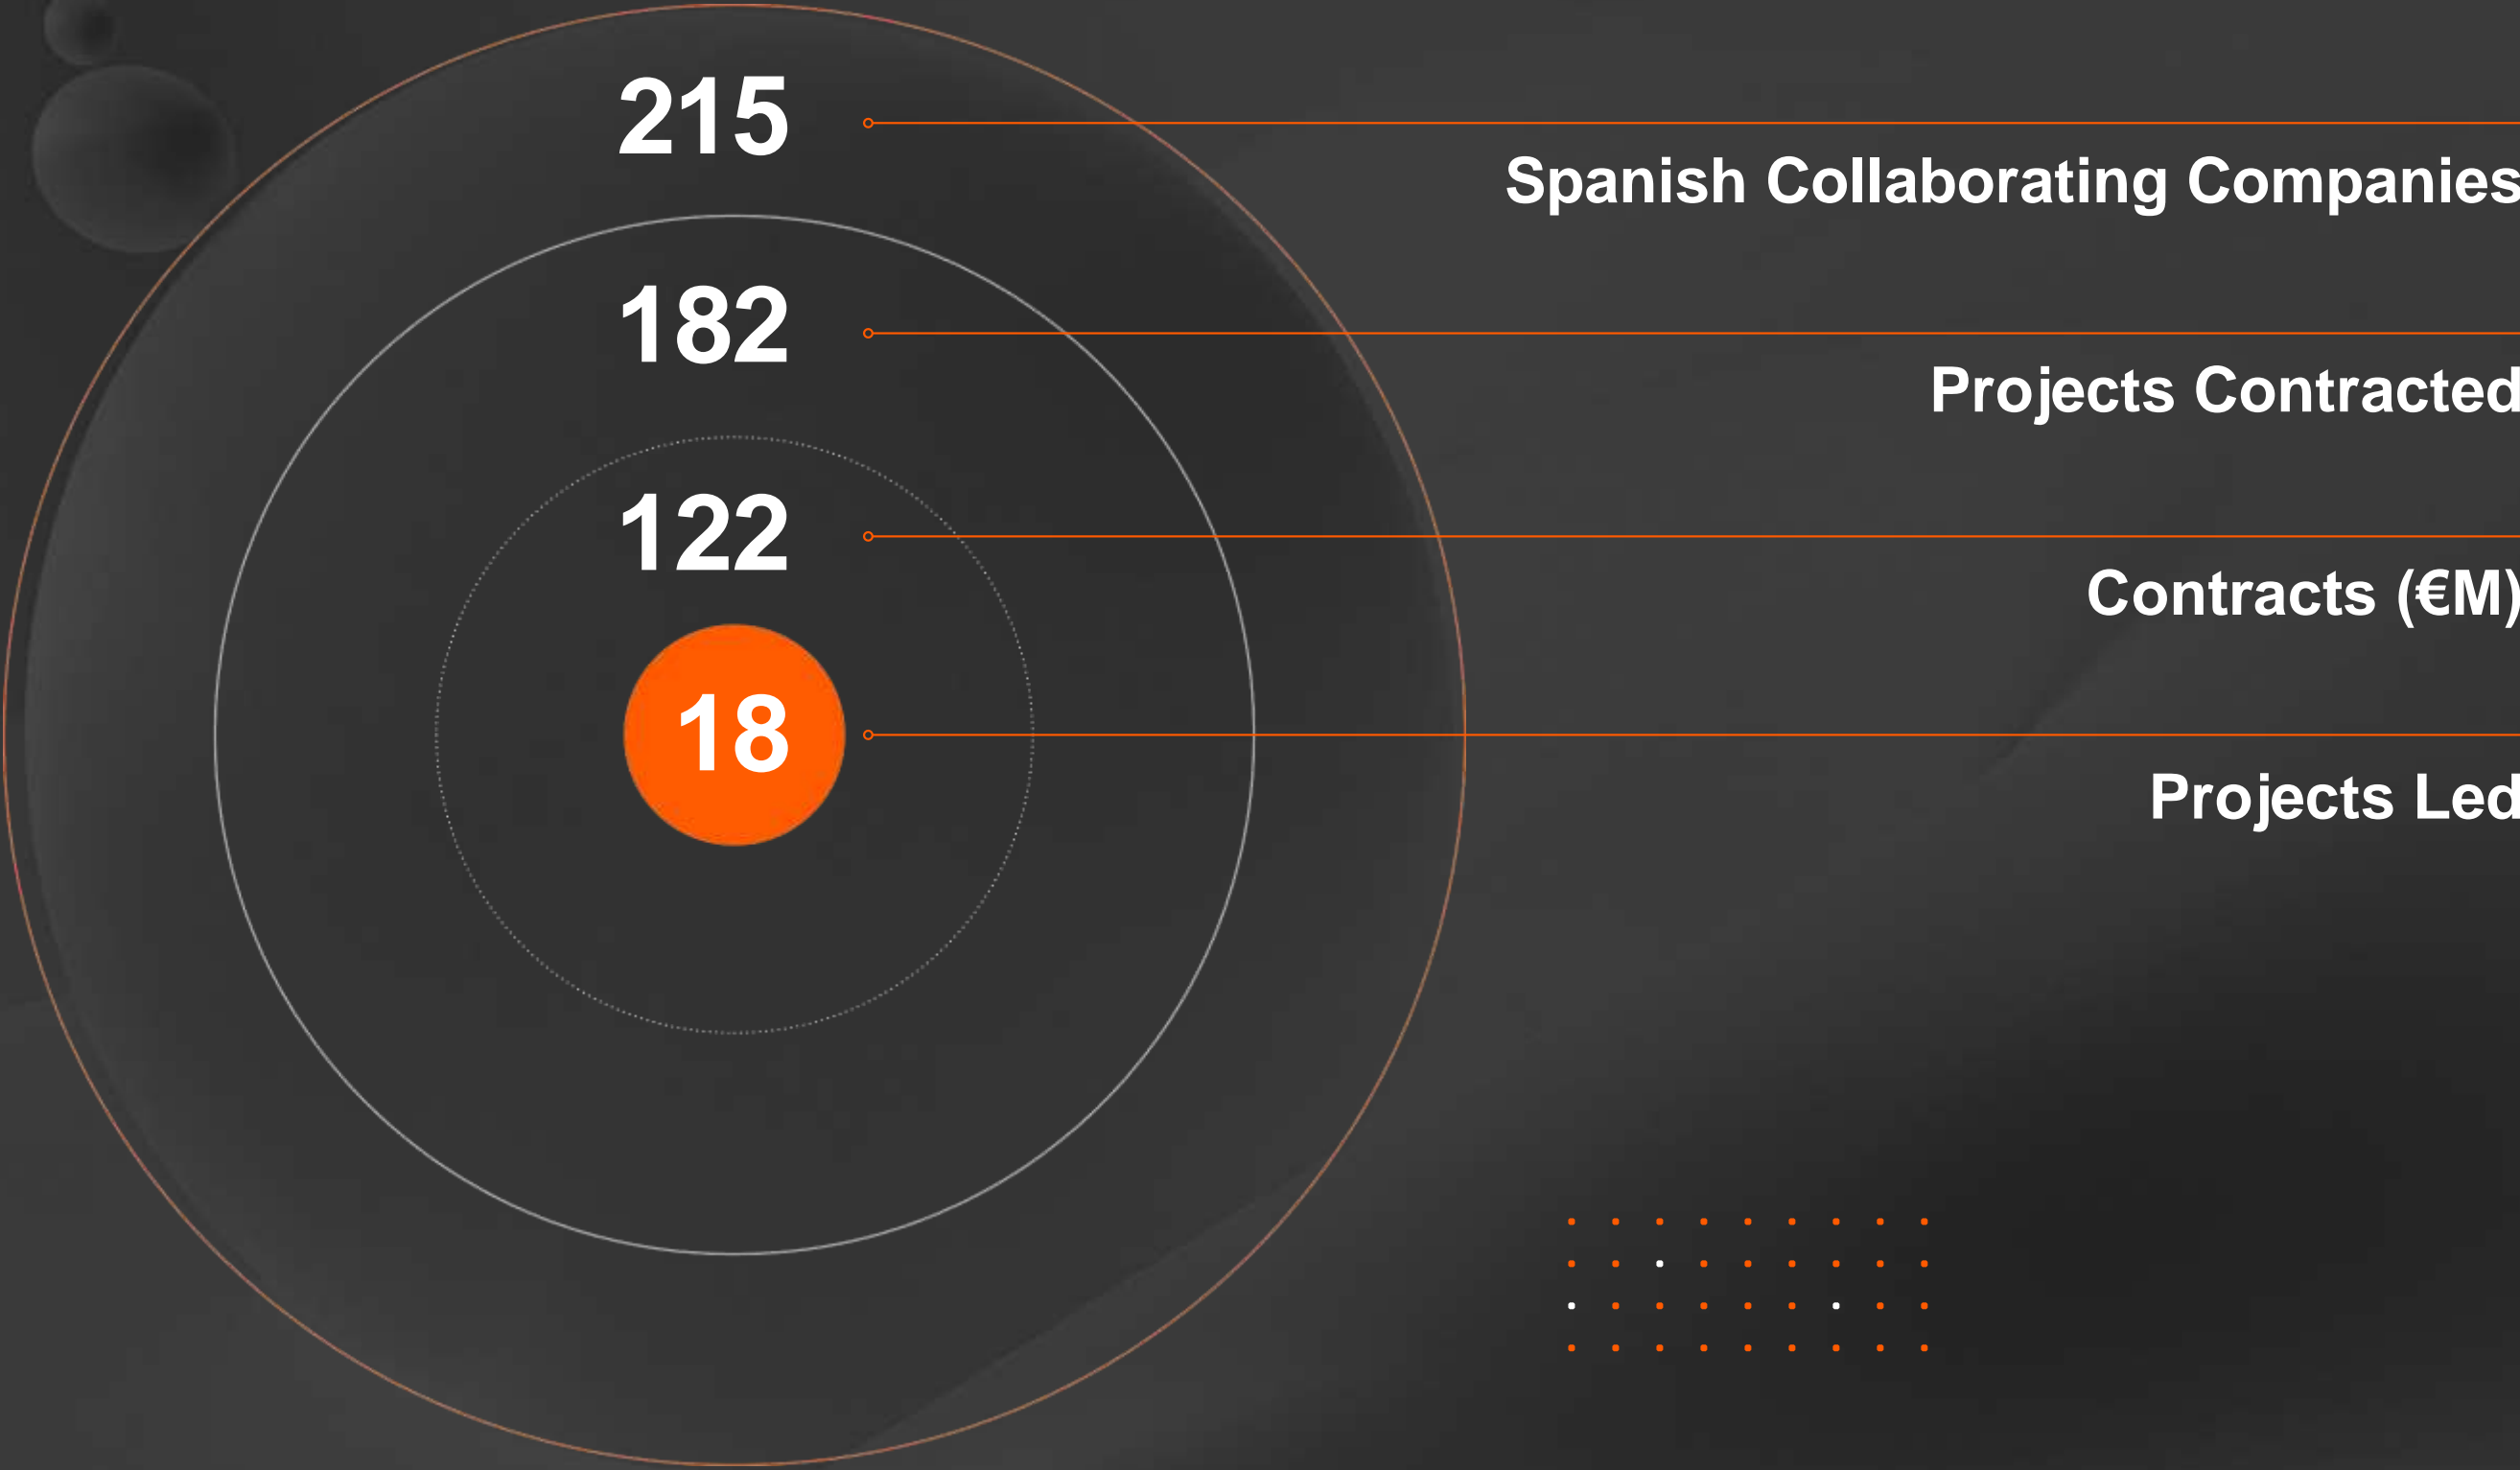 215
Spanish Collaborating Companies
182
Projects Contracted
122
Contracts (€M)
18
Projects Led